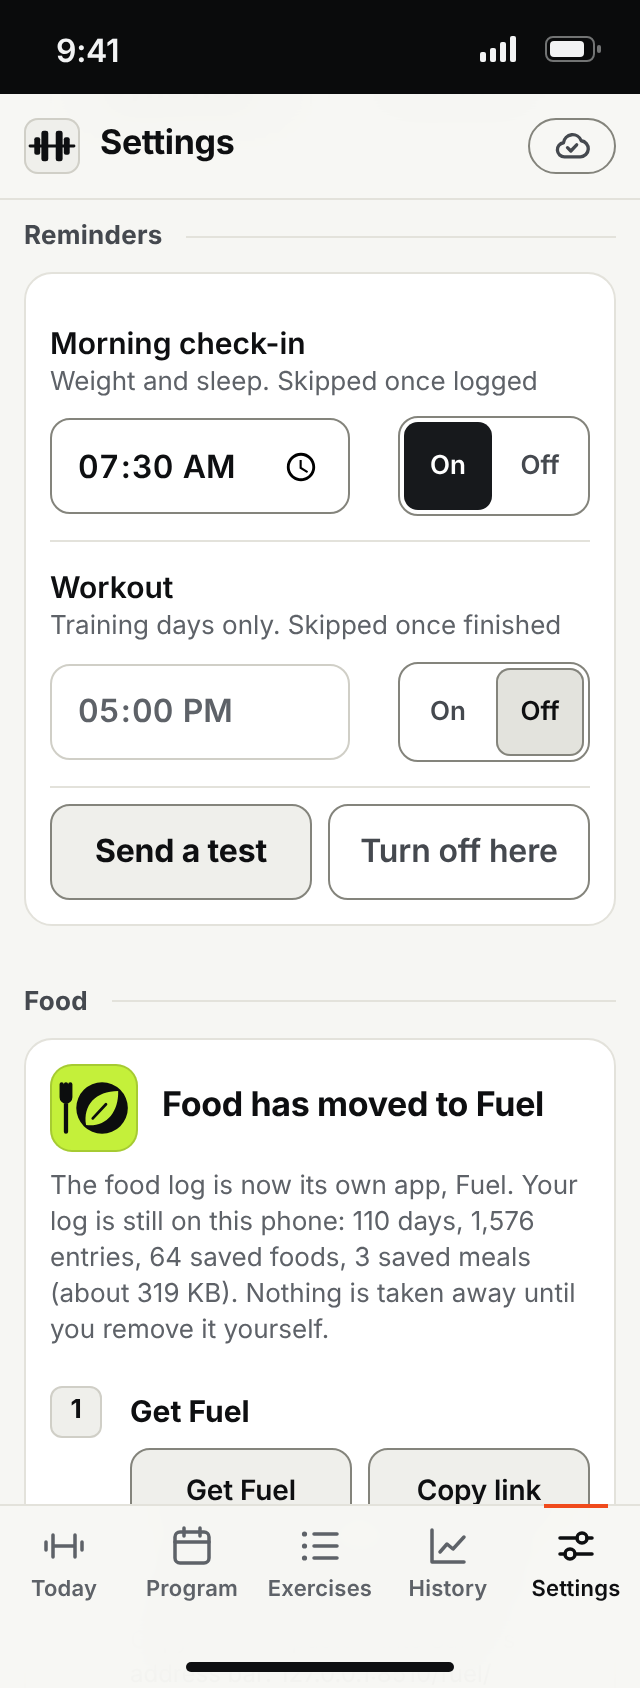 9:41
Settings
Reminders
Morning check-in
Weight and sleep. Skipped once logged
07:30 AM
On
Off
Workout
Training days only. Skipped once finished
05:00 PM
On
Off
Send a test
Turn off here
Food
Food has moved to Fuel
The food log is now its own app, Fuel. Your
log is still on this phone: 110 days, 1,576
entries, 64 saved foods, 3 saved meals
(about 319 KB). Nothing is taken away until
you remove it yourself.
1
Get Fuel
Get Fuel
Copy link
Today
Program
Exercises
History
Settings